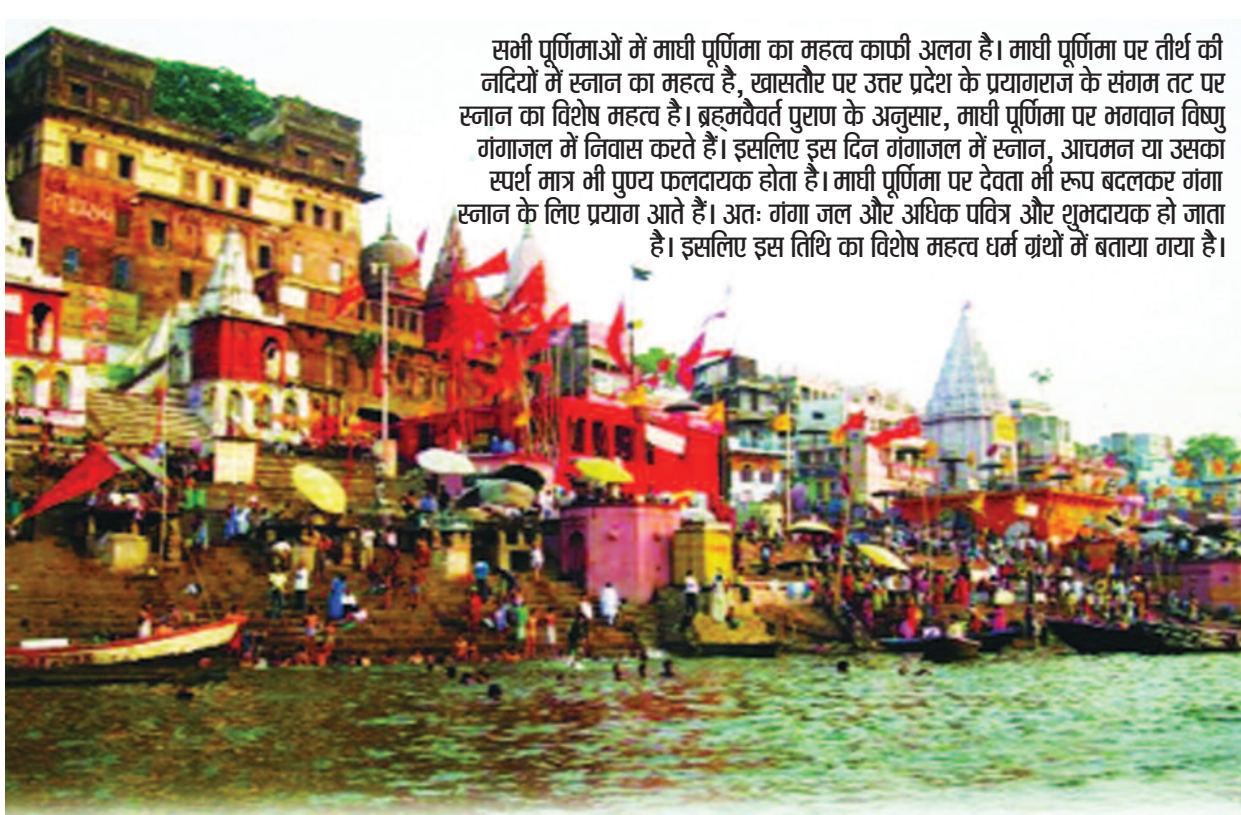 सभी पूर्णिमाओं में माघी पूर्णिमा का महत्व काफी अलग है। माघी पूर्णिमा पर तीर्थ की
नदियों में स्नान का महत्व है, खासतौर पर उत्तर प्रदेश के प्रयागराज के संगम तट पर
स्नान का विशेष महत्व है। ब्रह्मवैवर्त पुराण के अनुसार, माघी पूर्णिमा पर भगवान विष्णु
गंगाजल में निवास करते हैं। इसलिए इस दिन गंगाजल में स्नान, आचमन या उसका
स्पर्श मात्र भी पुण्य फलदायक होता है। माघी पूर्णिमा पर देवता भी रूप बदलकर गंगा
स्नान के लिए प्रयाग आते हैं। अतः गंगा जल और अधिक पवित्र और शुभदायक हो जाता
है। इसलिए इस तिथि का विशेष महत्व धर्म ग्रंथों में बताया गया है।